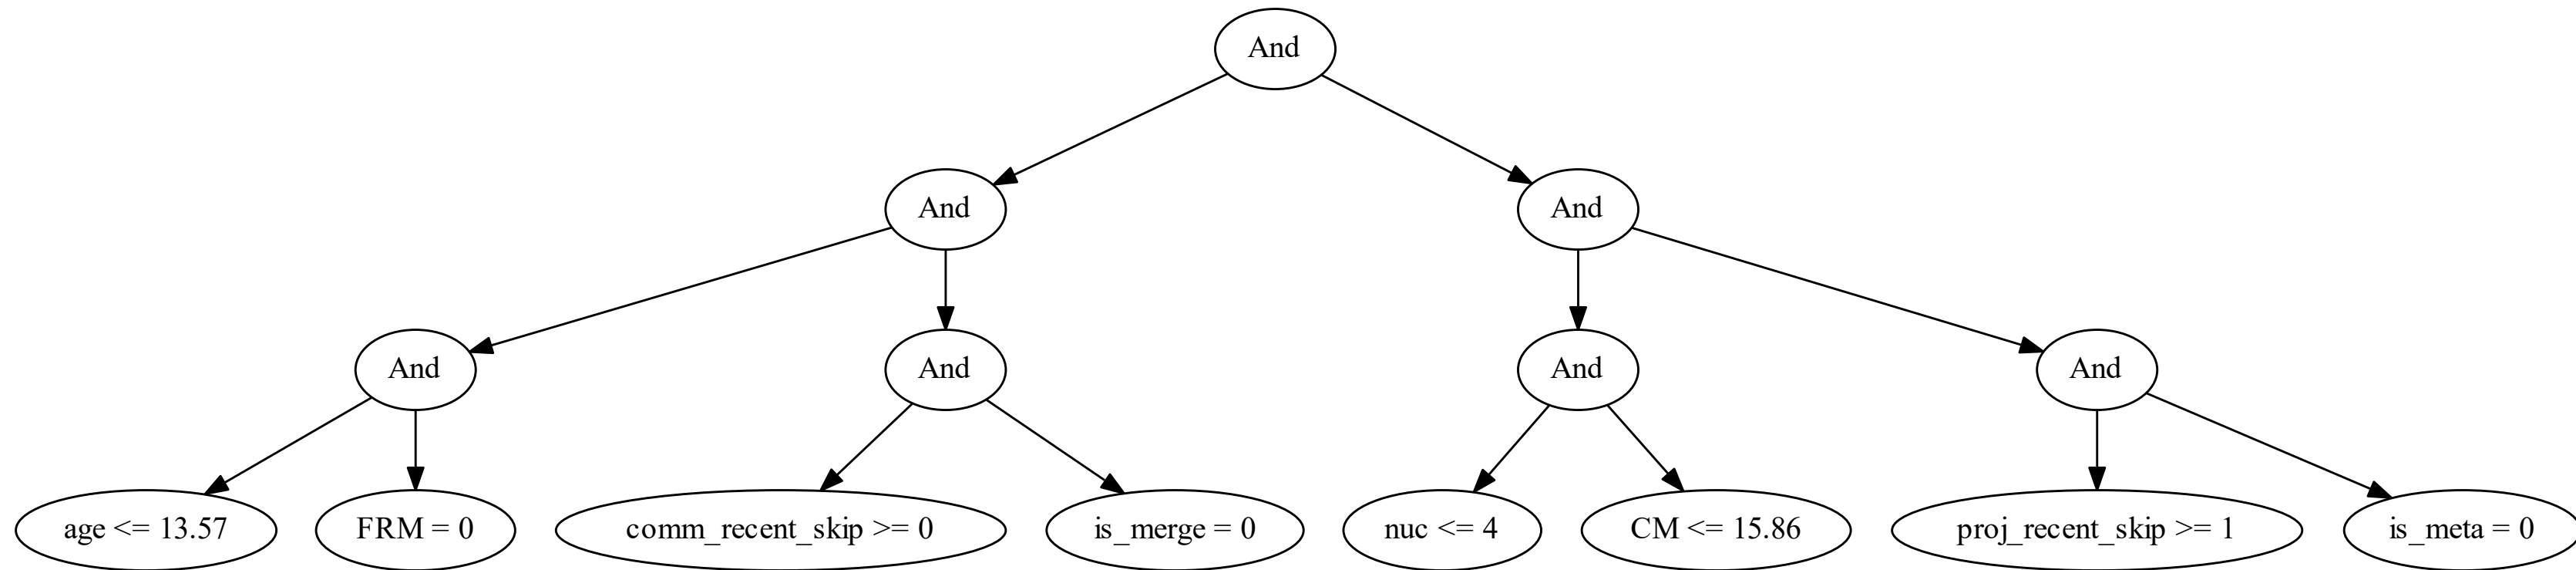 And
And
And
And
And
And
And
age <= 13.57
FRM = 0
comm_recent_skip >= 0
is_merge = 0
nuc <= 4
CM <= 15.86
proj_recent_skip >= 1
is_meta = 0